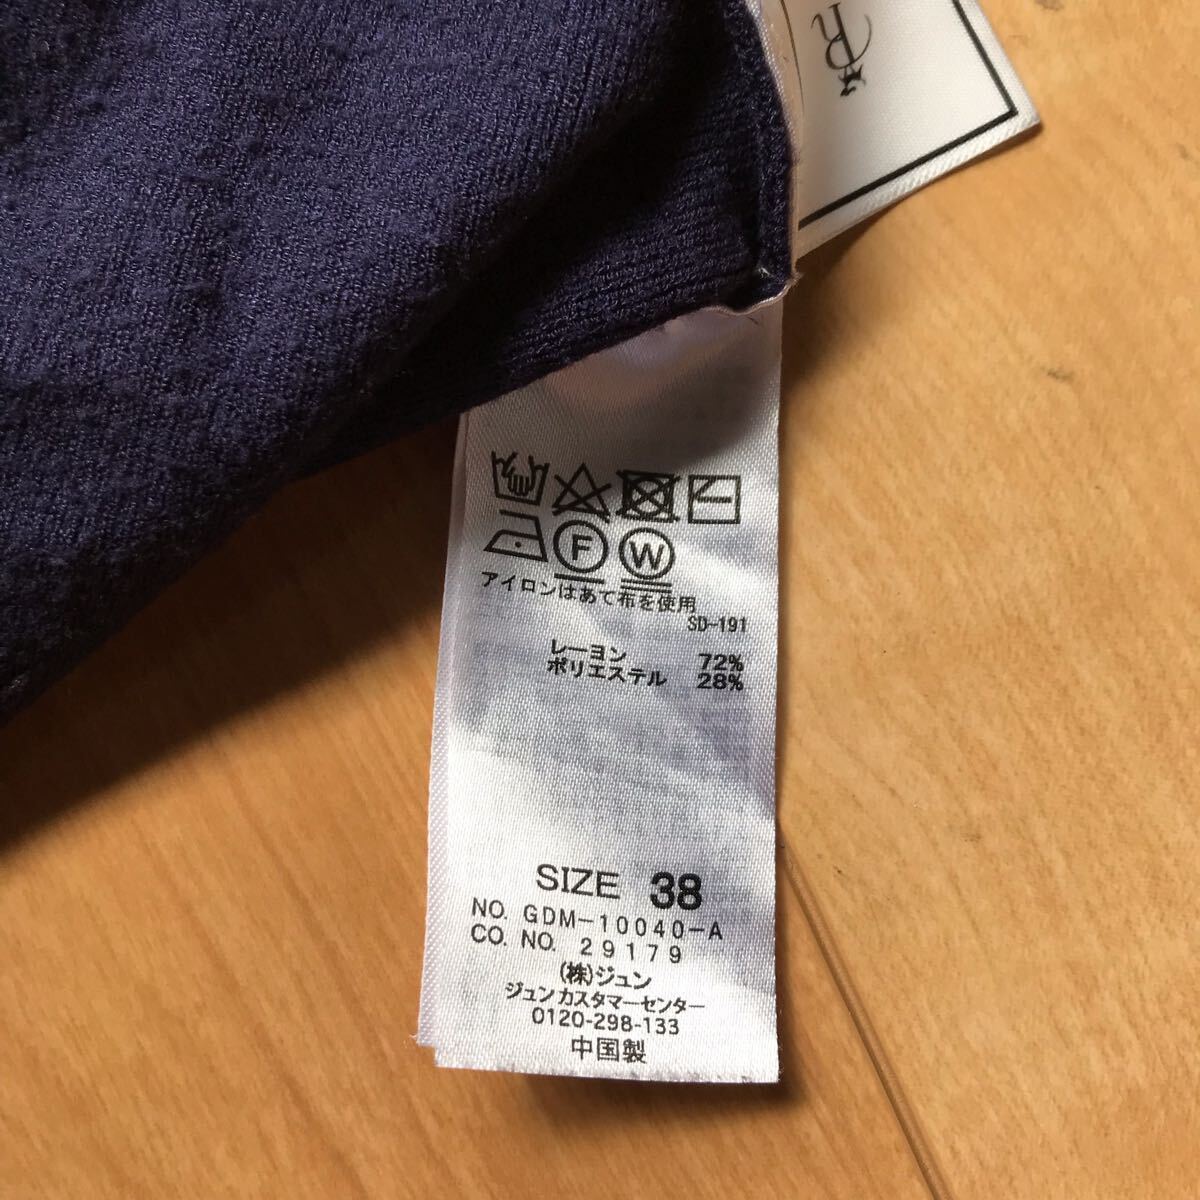 F W
アイロンはあて布を使用
SD-191
レーヨン 72%
ポリエステル 28%
SIZE 38
NO. GDM-10040-A
CO. NO. 29179
(株)ジュン
ジュンカスタマーセンター
0120-298-133
中国製